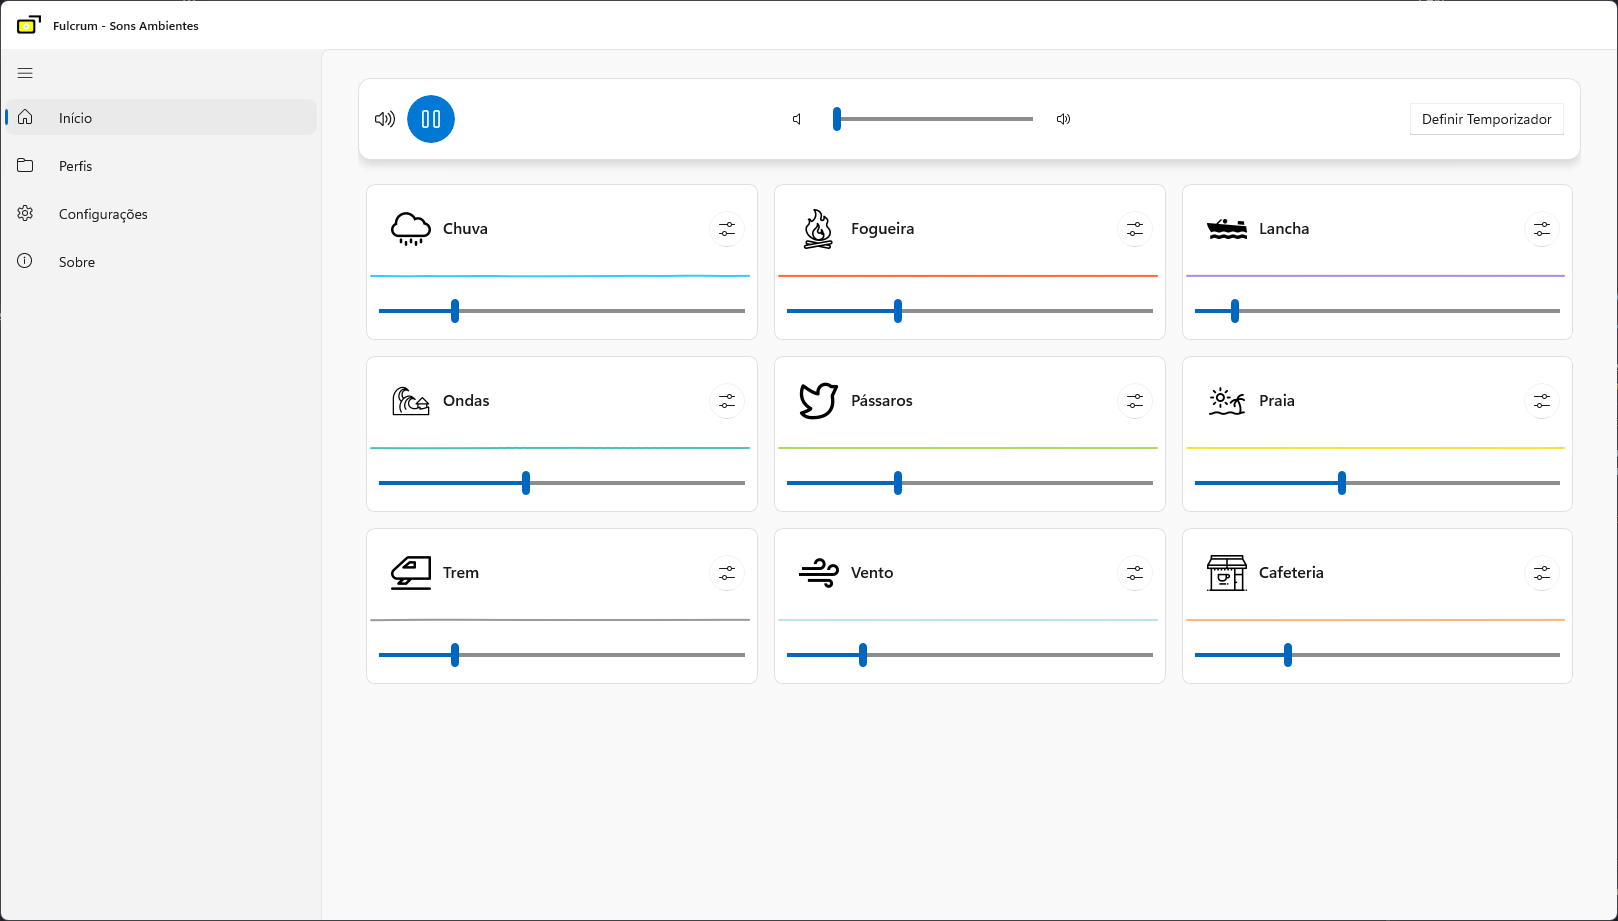 Fulcrum - Sons Ambientes
Início
Perfis
Configurações
Sobre
Definir Temporizador
Chuva
Fogueira
Lancha
Ondas
Pássaros
Praia
Trem
Vento
Cafeteria